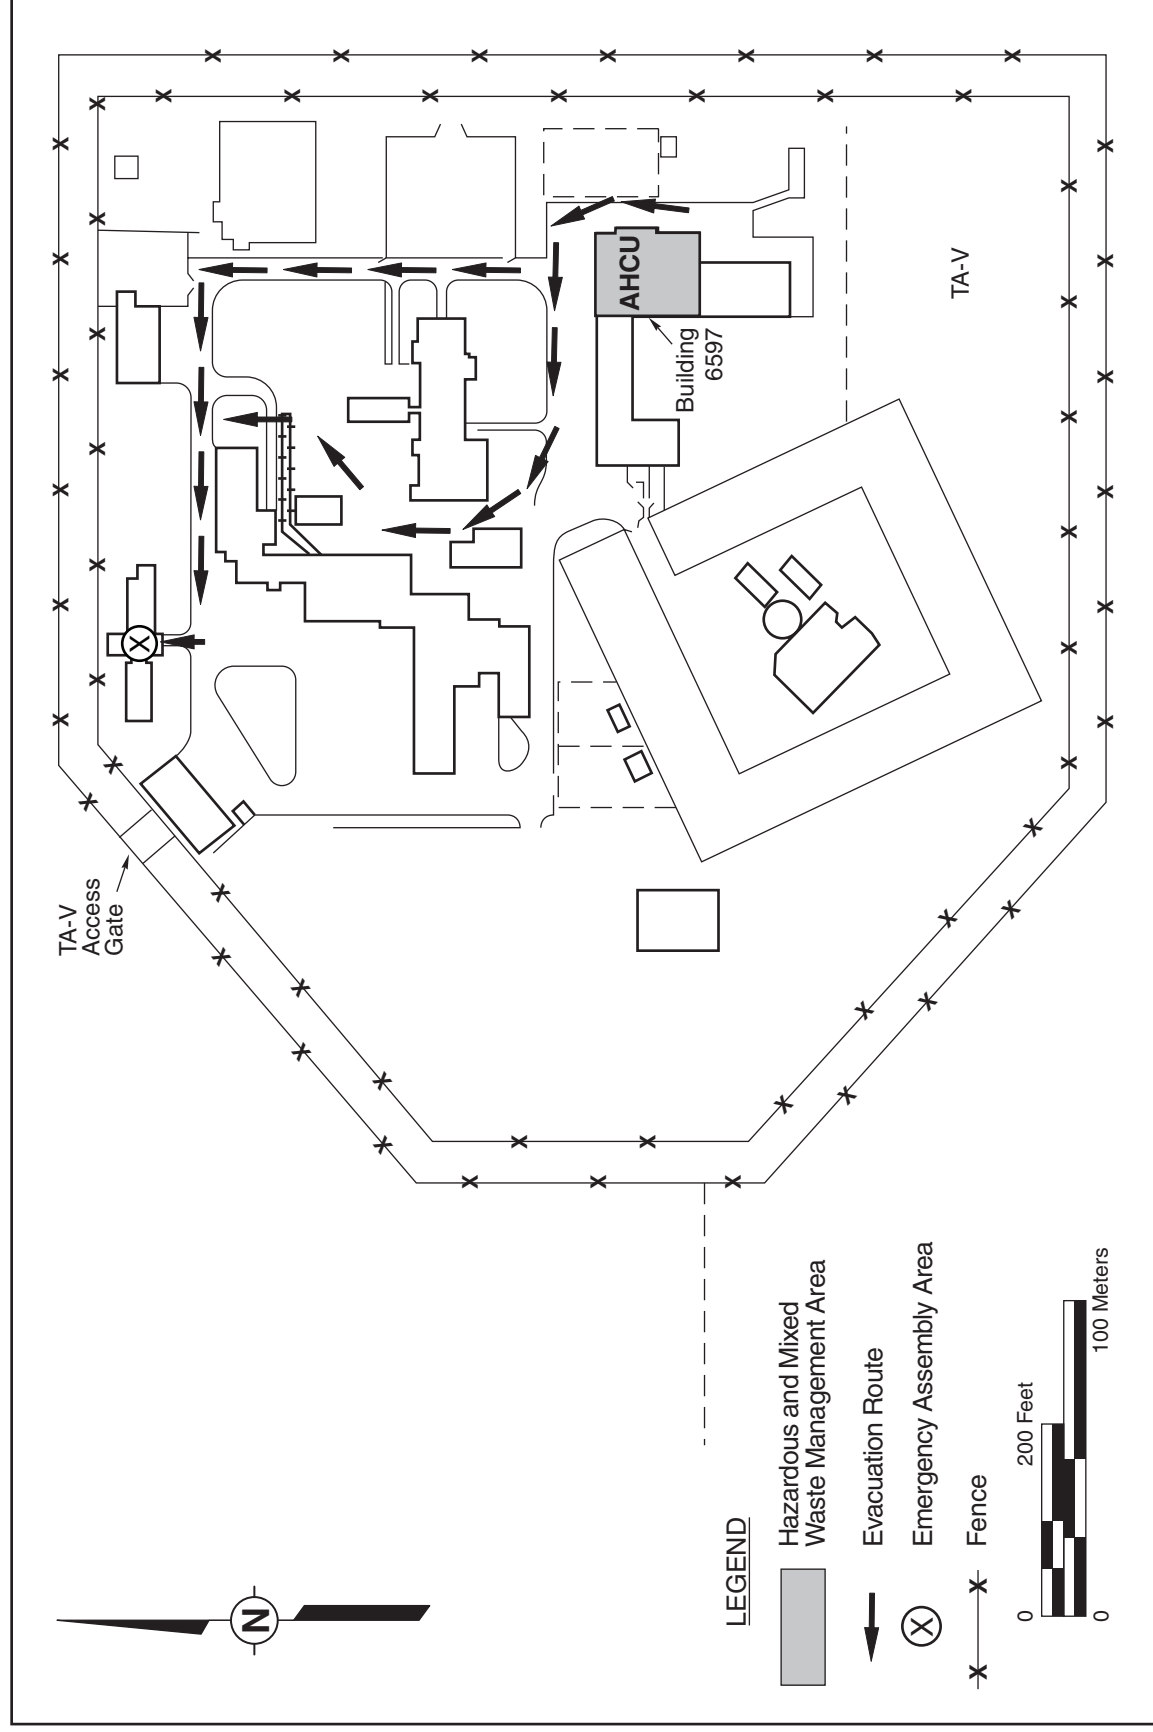 TA-V
Access
Gate
AHCU
Building
6597
TA-V
N
LEGEND
Hazardous and Mixed
Waste Management Area
Evacuation Route
X
Emergency Assembly Area
Fence
0
200 Feet
0
100 Meters
X